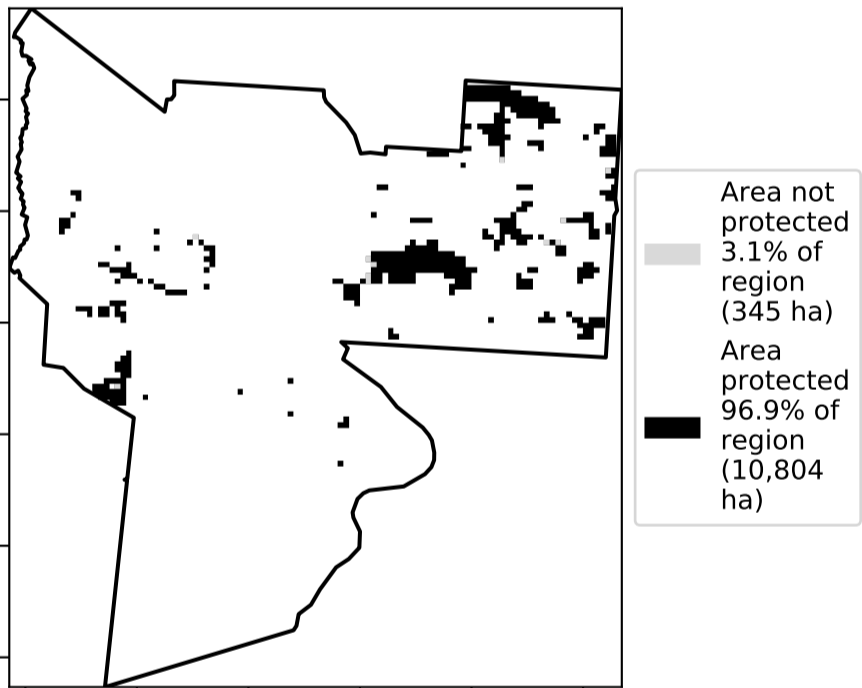 Area not
protected
3.1% of
region
(345 ha)
Area
protected
96.9% of
region
(10,804
ha)